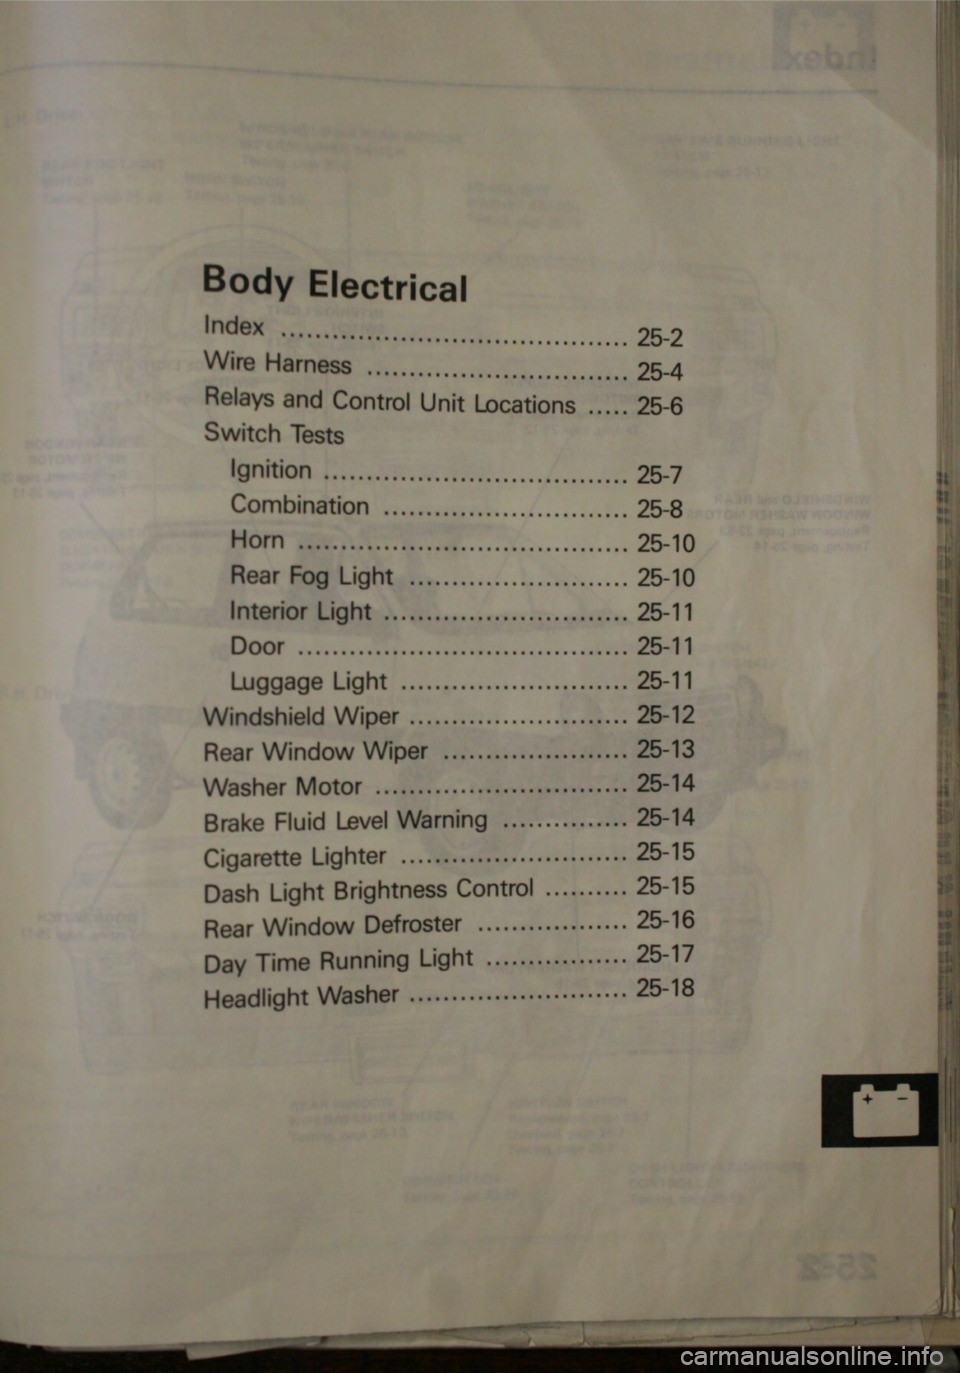 Body Electrical
Index ........................................ 25-2
Wire Harness ............................... 25-4
Relays and Control Unit Locations ..... 25-6
Switch Tests
Ignition .................................... 25-7
Combination ............................. 25-8
Horn ....................................... 25-10
Rear Fog Light .......................... 25-10
Interior Light ............................. 25-11
Door ....................................... 25-11
Luggage Light ........................... 25-11
Windshield Wiper .......................... 25-12
Rear Window Wiper ...................... 25-13
Washer Motor .............................. 25-14
Brake Fluid Level Warning ............... 25-14
Cigarette Lighter ........................... 25-15
Dash Light Brightness Control .......... 25-15
Rear Window Defroster .................. 25-16
Day Time Running Light ................. 25-17
Headlight Washer .......................... 25-18
+ −
carmanualsonline.info